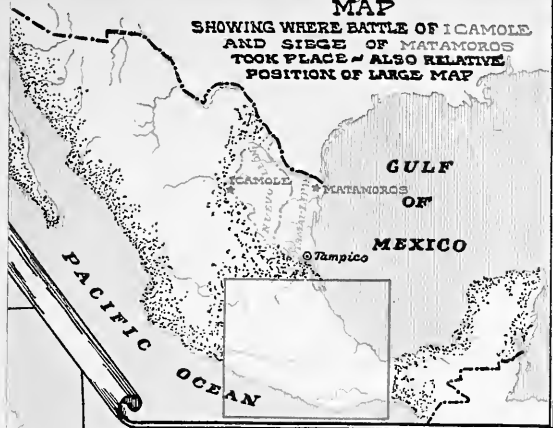 MAP
SHOWING WHERE BATTLE OF ICAMOLE
AND SIEGE OF MATAMOROS
TOOK PLACE ~ ALSO RELATIVE
POSITION OF LARGE MAP
GULF
OF
MEXICO
ICAMOLE
MATAMOROS
NUEVO
Tampico
PACIFIC OCEAN